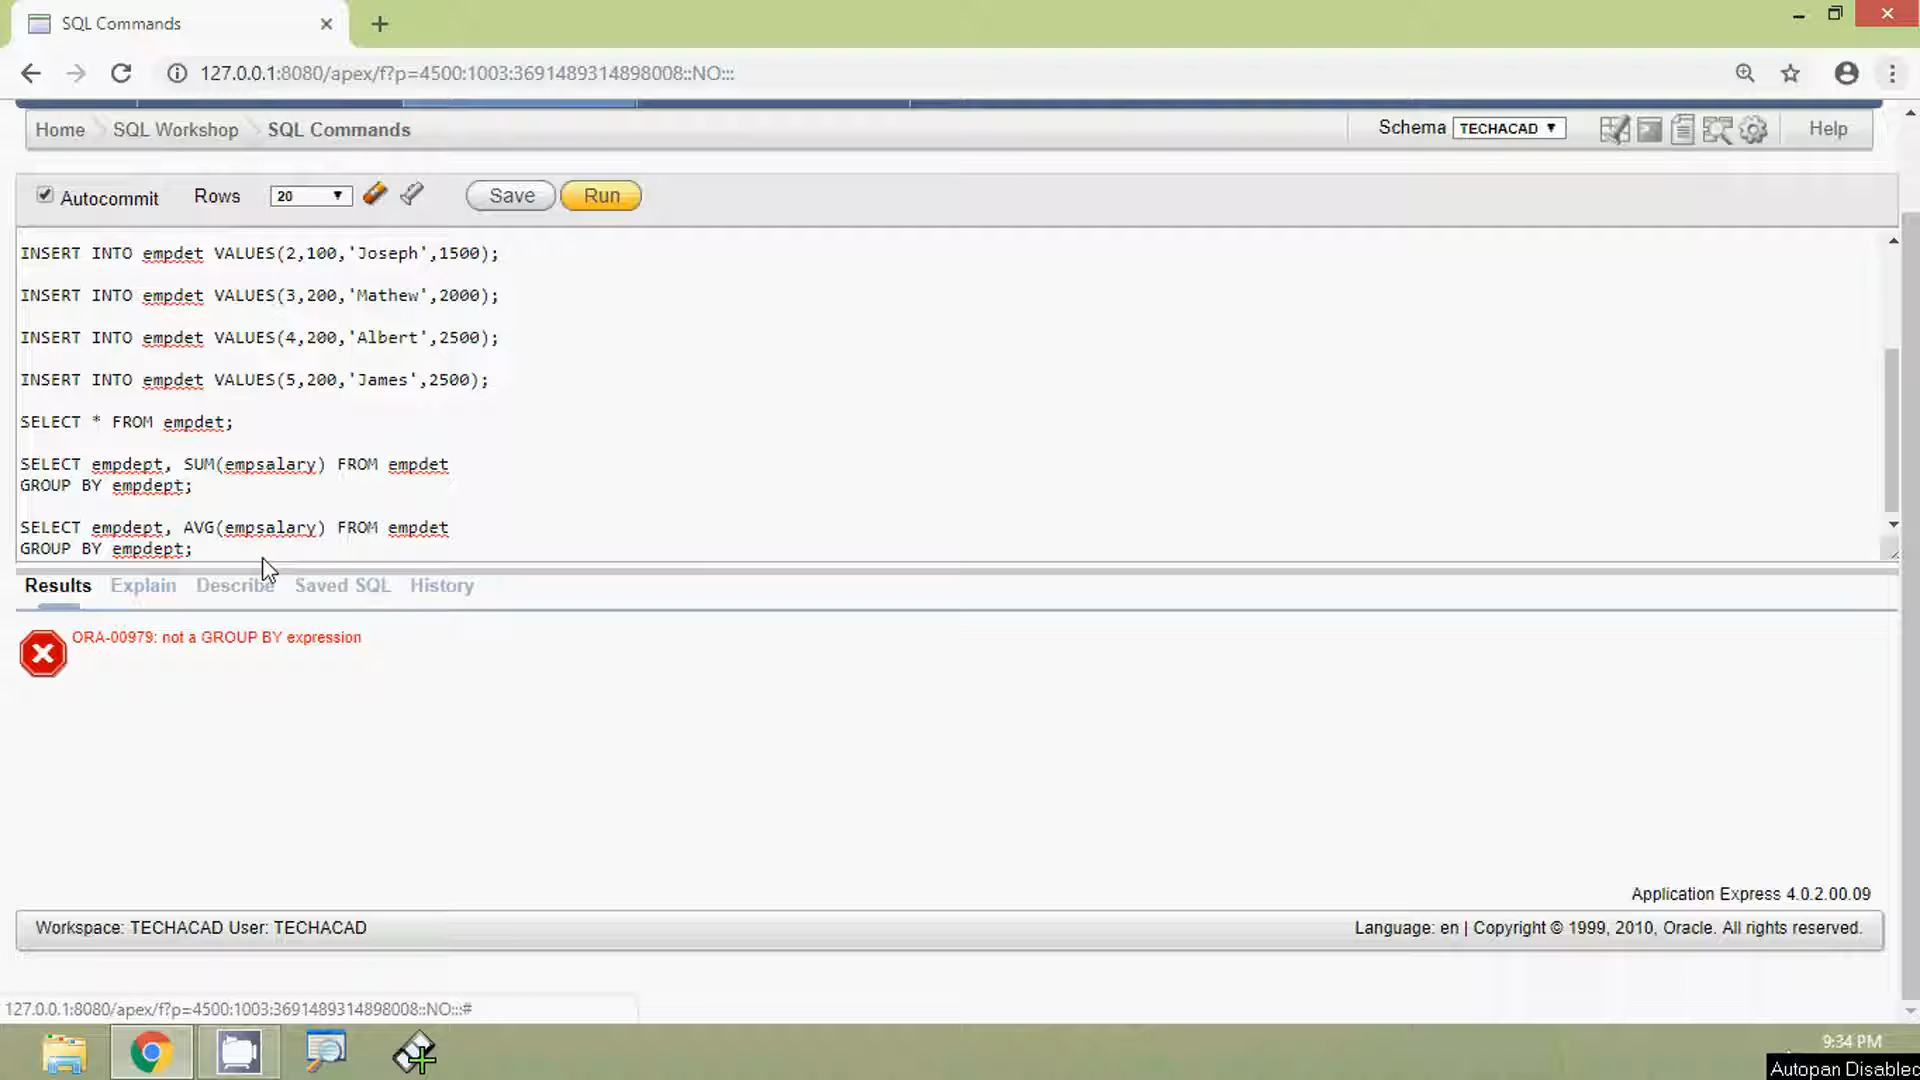 SQL Commands
127.0.0.1:8080/apex/f?p=4500:1003:3691489314898008::NO:::
Home SQL Workshop SQL Commands Schema TECHACAD Help
Autocommit Rows 20 Save Run
INSERT INTO empdet VALUES(2,100,'Joseph',1500);
INSERT INTO empdet VALUES(3,200,'Mathew',2000);
INSERT INTO empdet VALUES(4,200,'Albert',2500);
INSERT INTO empdet VALUES(5,200,'James',2500);
SELECT * FROM empdet;
SELECT empdept, SUM(empsalary) FROM empdet
GROUP BY empdept;
SELECT empdept, AVG(empsalary) FROM empdet
GROUP BY empdept;
Results Explain Describe Saved SQL History
ORA-00979: not a GROUP BY expression
Application Express 4.0.2.00.09
Workspace: TECHACAD User: TECHACAD Language: en | Copyright © 1999, 2010, Oracle. All rights reserved.
127.0.0.1:8080/apex/f?p=4500:1003:3691489314898008::NO:::#
9:34 PM
Autopan Disabled